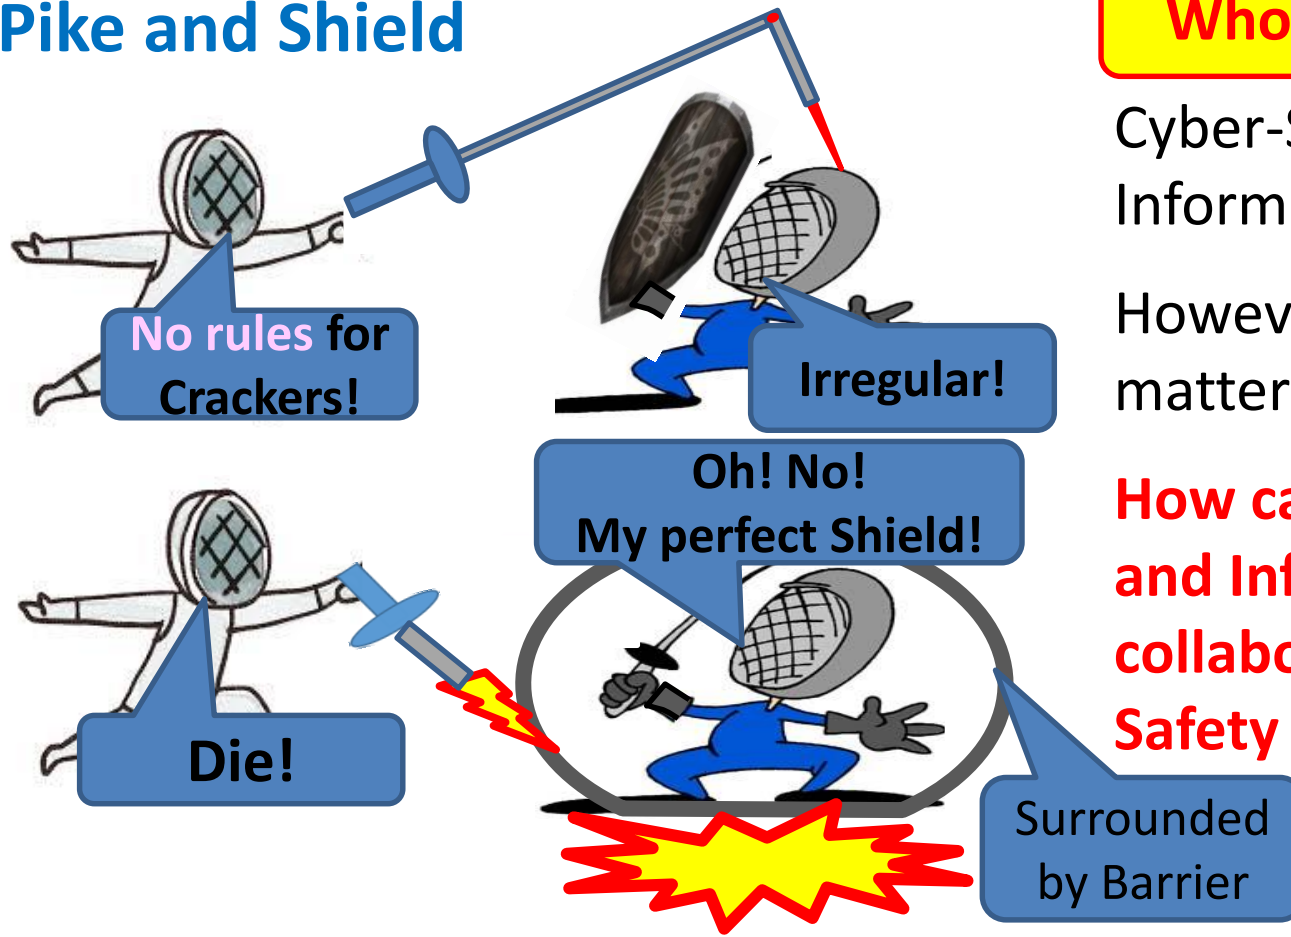 Pike and Shield
No rules for
Crackers!
Irregular!
Oh! No!
My perfect Shield!
Die!
Surrounded
by Barrier
Who
Cyber-
Inform
Howev
matter
How ca
and Inf
collabo
Safety